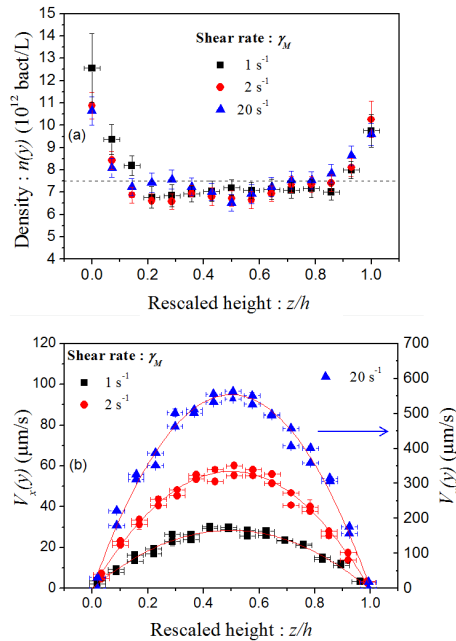 15
14
13
12
11
10
9
8
7
6
5
4
Density : n(y) (10¹² bact/L)
Shear rate : γ_M
1 s⁻¹
2 s⁻¹
20 s⁻¹
(a)
0.0 0.2 0.4 0.6 0.8 1.0
Rescaled height : z/h
120
100
80
60
40
20
0
V_x(y) (µm/s)
Shear rate : γ_M
1 s⁻¹
2 s⁻¹
20 s⁻¹
(b)
700
600
500
400
300
200
100
0
V_x(y) (µm/s)
0.0 0.2 0.4 0.6 0.8 1.0
Rescaled height : z/h